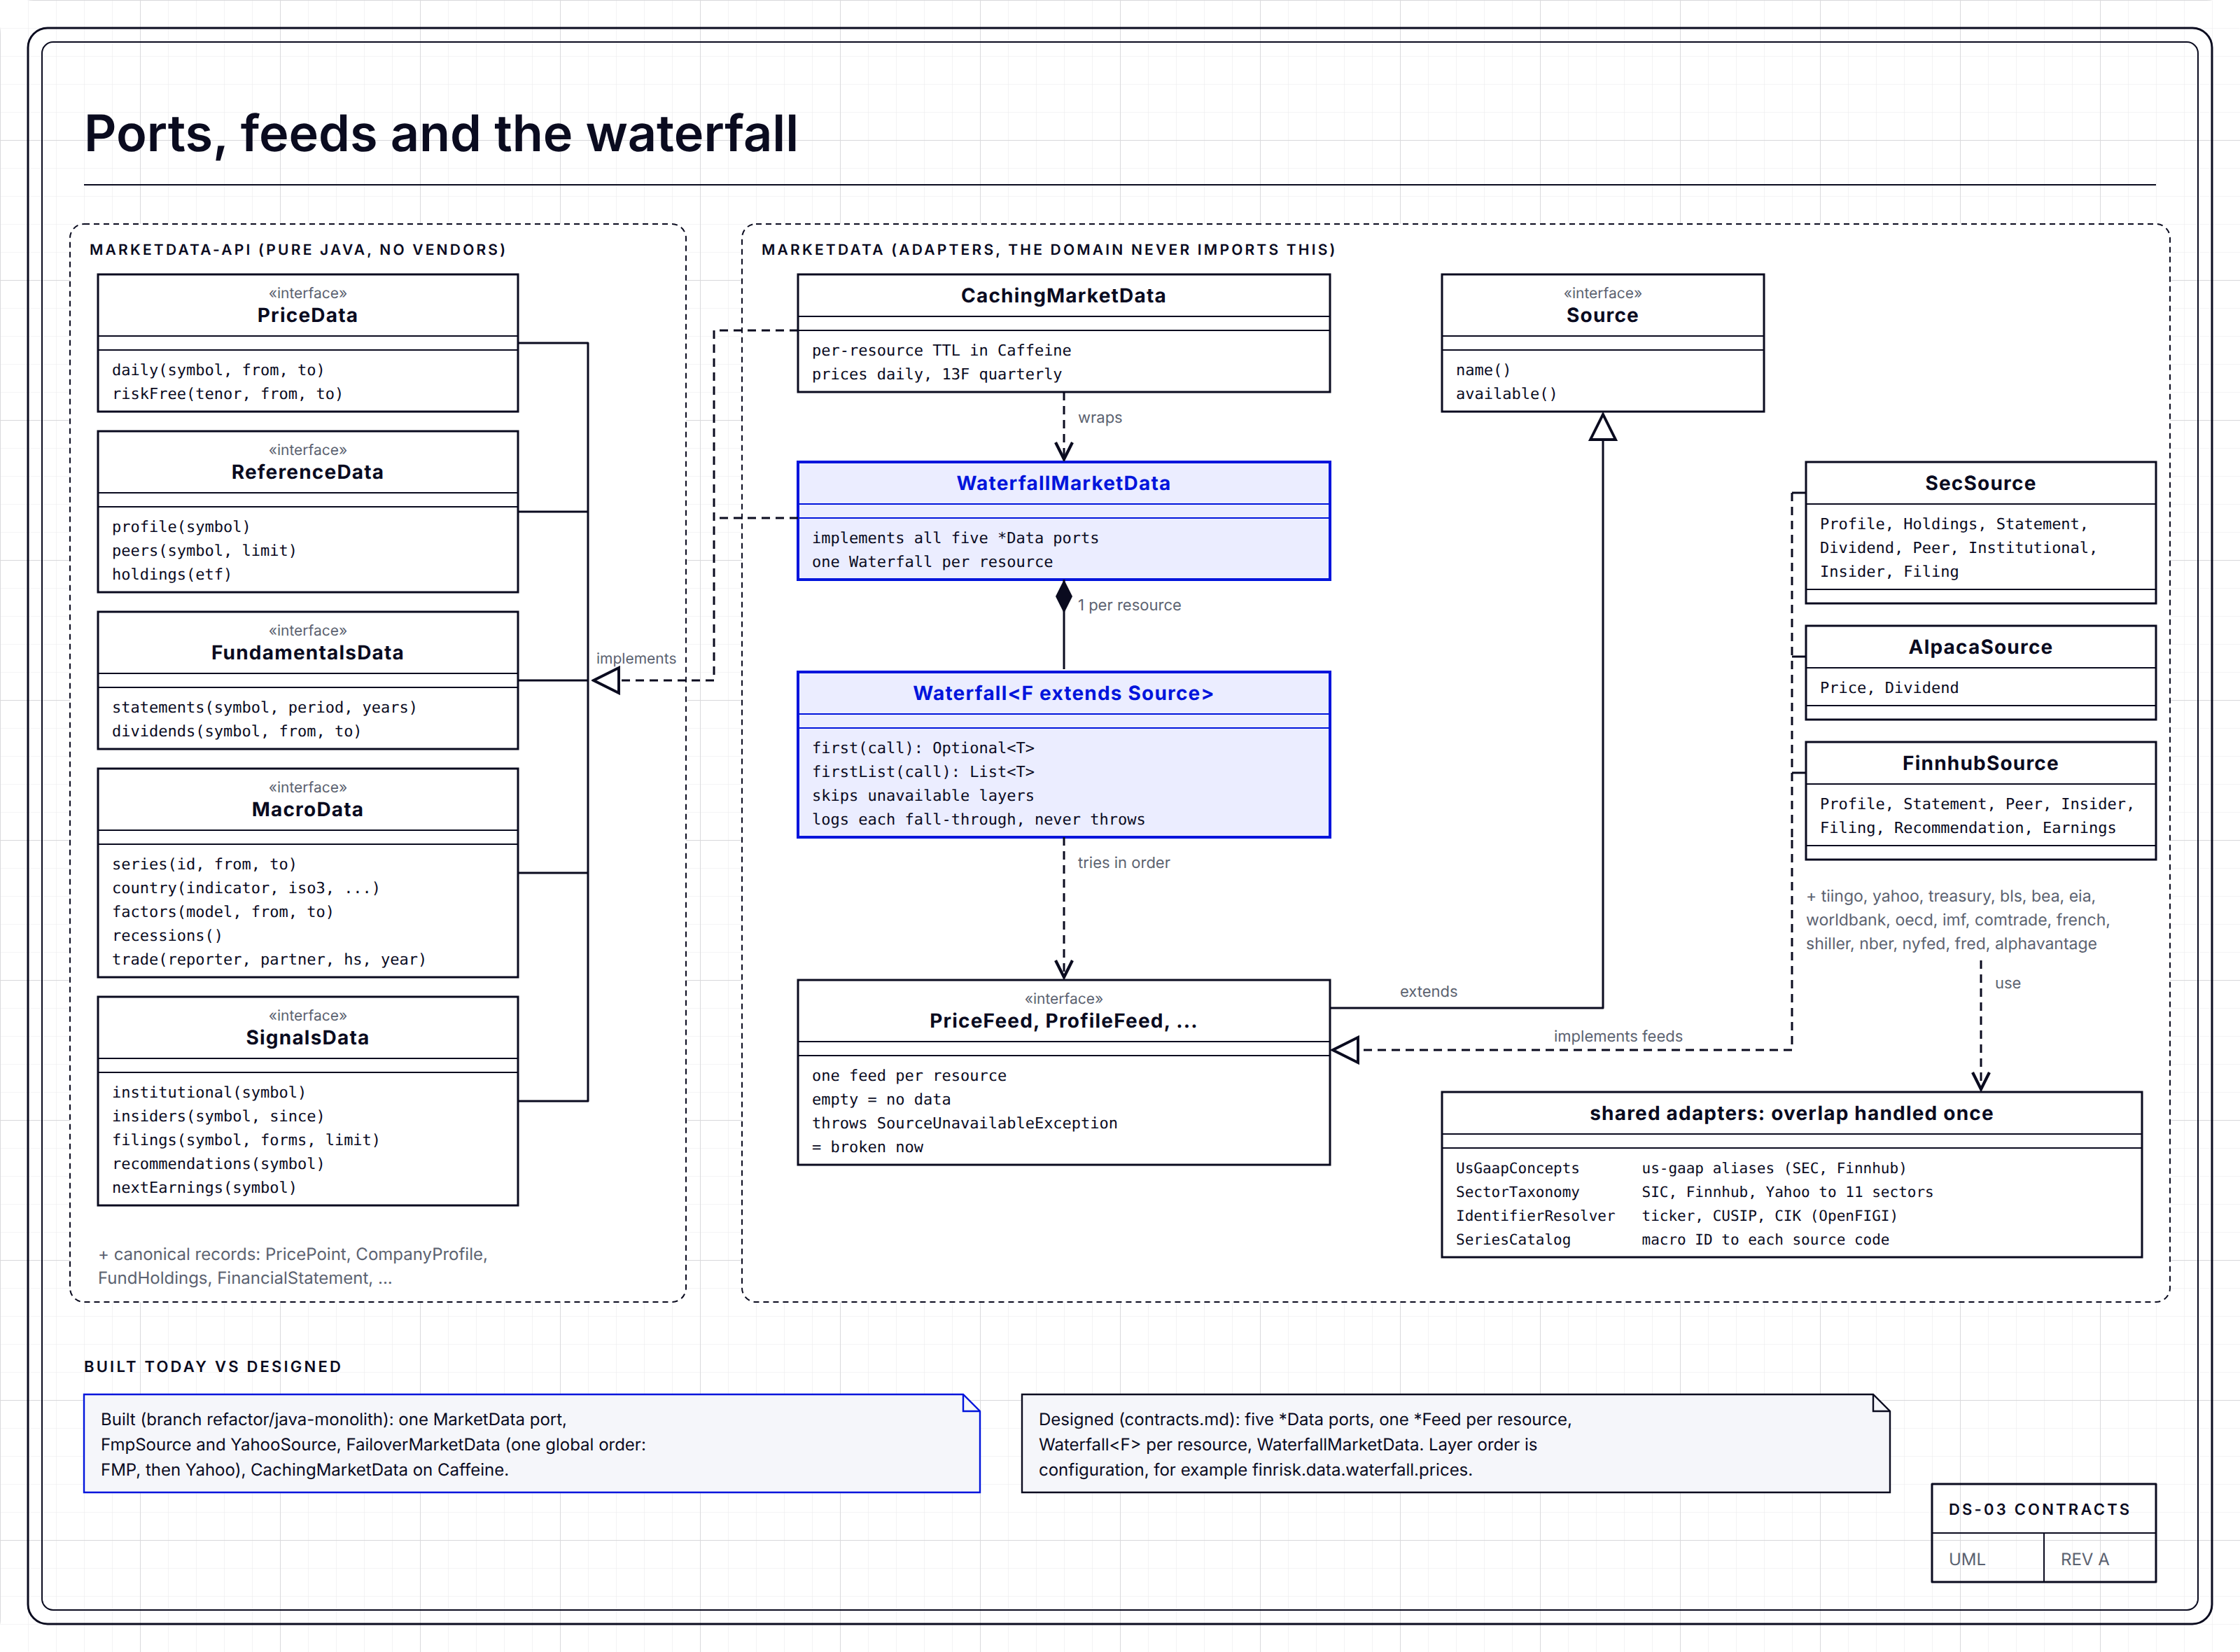 Ports, feeds and the waterfall
MARKETDATA-API (PURE JAVA, NO VENDORS)
«interface»
PriceData
daily(symbol, from, to)
riskFree(tenor, from, to)
«interface»
ReferenceData
profile(symbol)
peers(symbol, limit)
holdings(etf)
«interface»
FundamentalsData
statements(symbol, period, years)
dividends(symbol, from, to)
«interface»
MacroData
series(id, from, to)
country(indicator, iso3, ...)
factors(model, from, to)
recessions()
trade(reporter, partner, hs, year)
«interface»
SignalsData
institutional(symbol)
insiders(symbol, since)
filings(symbol, forms, limit)
recommendations(symbol)
nextEarnings(symbol)
+ canonical records: PricePoint, CompanyProfile,
FundHoldings, FinancialStatement, ...
implements
MARKETDATA (ADAPTERS, THE DOMAIN NEVER IMPORTS THIS)
CachingMarketData
per-resource TTL in Caffeine
prices daily, 13F quarterly
wraps
WaterfallMarketData
implements all five *Data ports
one Waterfall per resource
1 per resource
Waterfall<F extends Source>
first(call): Optional<T>
firstList(call): List<T>
skips unavailable layers
logs each fall-through, never throws
tries in order
«interface»
PriceFeed, ProfileFeed, ...
one feed per resource
empty = no data
throws SourceUnavailableException
= broken now
«interface»
Source
name()
available()
extends
implements feeds
SecSource
Profile, Holdings, Statement,
Dividend, Peer, Institutional,
Insider, Filing
AlpacaSource
Price, Dividend
FinnhubSource
Profile, Statement, Peer, Insider,
Filing, Recommendation, Earnings
+ tiingo, yahoo, treasury, bls, bea, eia,
worldbank, oecd, imf, comtrade, french,
shiller, nber, nyfed, fred, alphavantage
use
shared adapters: overlap handled once
UsGaapConcepts us-gaap aliases (SEC, Finnhub)
SectorTaxonomy SIC, Finnhub, Yahoo to 11 sectors
IdentifierResolver ticker, CUSIP, CIK (OpenFIGI)
SeriesCatalog macro ID to each source code
BUILT TODAY VS DESIGNED
Built (branch refactor/java-monolith): one MarketData port,
FmpSource and YahooSource, FailoverMarketData (one global order:
FMP, then Yahoo), CachingMarketData on Caffeine.
Designed (contracts.md): five *Data ports, one *Feed per resource,
Waterfall<F> per resource, WaterfallMarketData. Layer order is
configuration, for example finrisk.data.waterfall.prices.
DS-03 CONTRACTS
UML
REV A